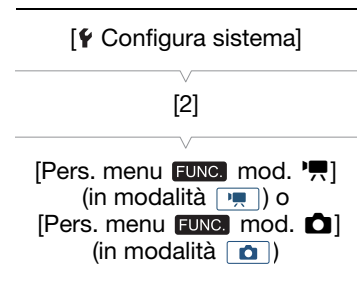 [ Configura sistema]
[2]
[Pers. menu FUNC. mod. ]
(in modalità ) o
[Pers. menu FUNC. mod. ]
(in modalità )